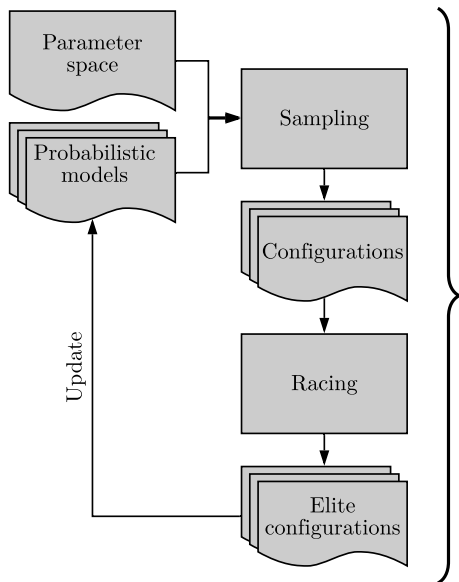 Parameter
space
Sampling
Probabilistic
models
Configurations
Update
Racing
Elite
configurations